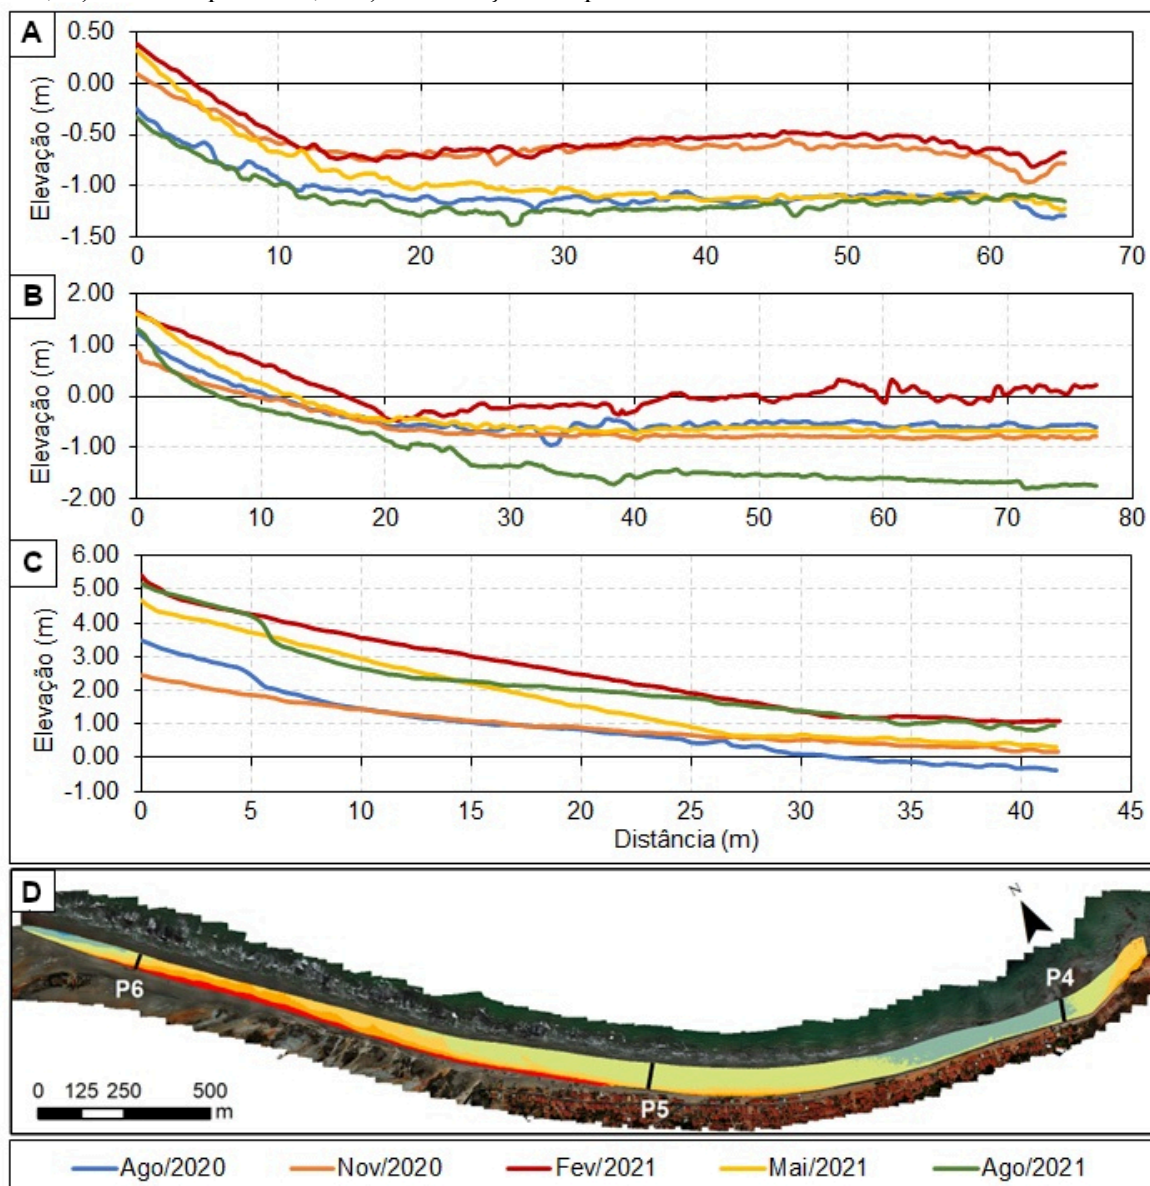 A
Elevação (m)
0.50
0.00
-0.50
-1.00
-1.50
0 10 20 30 40 50 60 70
B
Elevação (m)
2.00
1.00
0.00
-1.00
-2.00
0 10 20 30 40 50 60 70 80
C
Elevação (m)
6.00
5.00
4.00
3.00
2.00
1.00
0.00
-1.00
0 5 10 15 20 25 30 35 40 45
Distância (m)
D
N
P4
P6
P5
0 125 250 500
m
Ago/2020 Nov/2020 Fev/2021 Mai/2021 Ago/2021